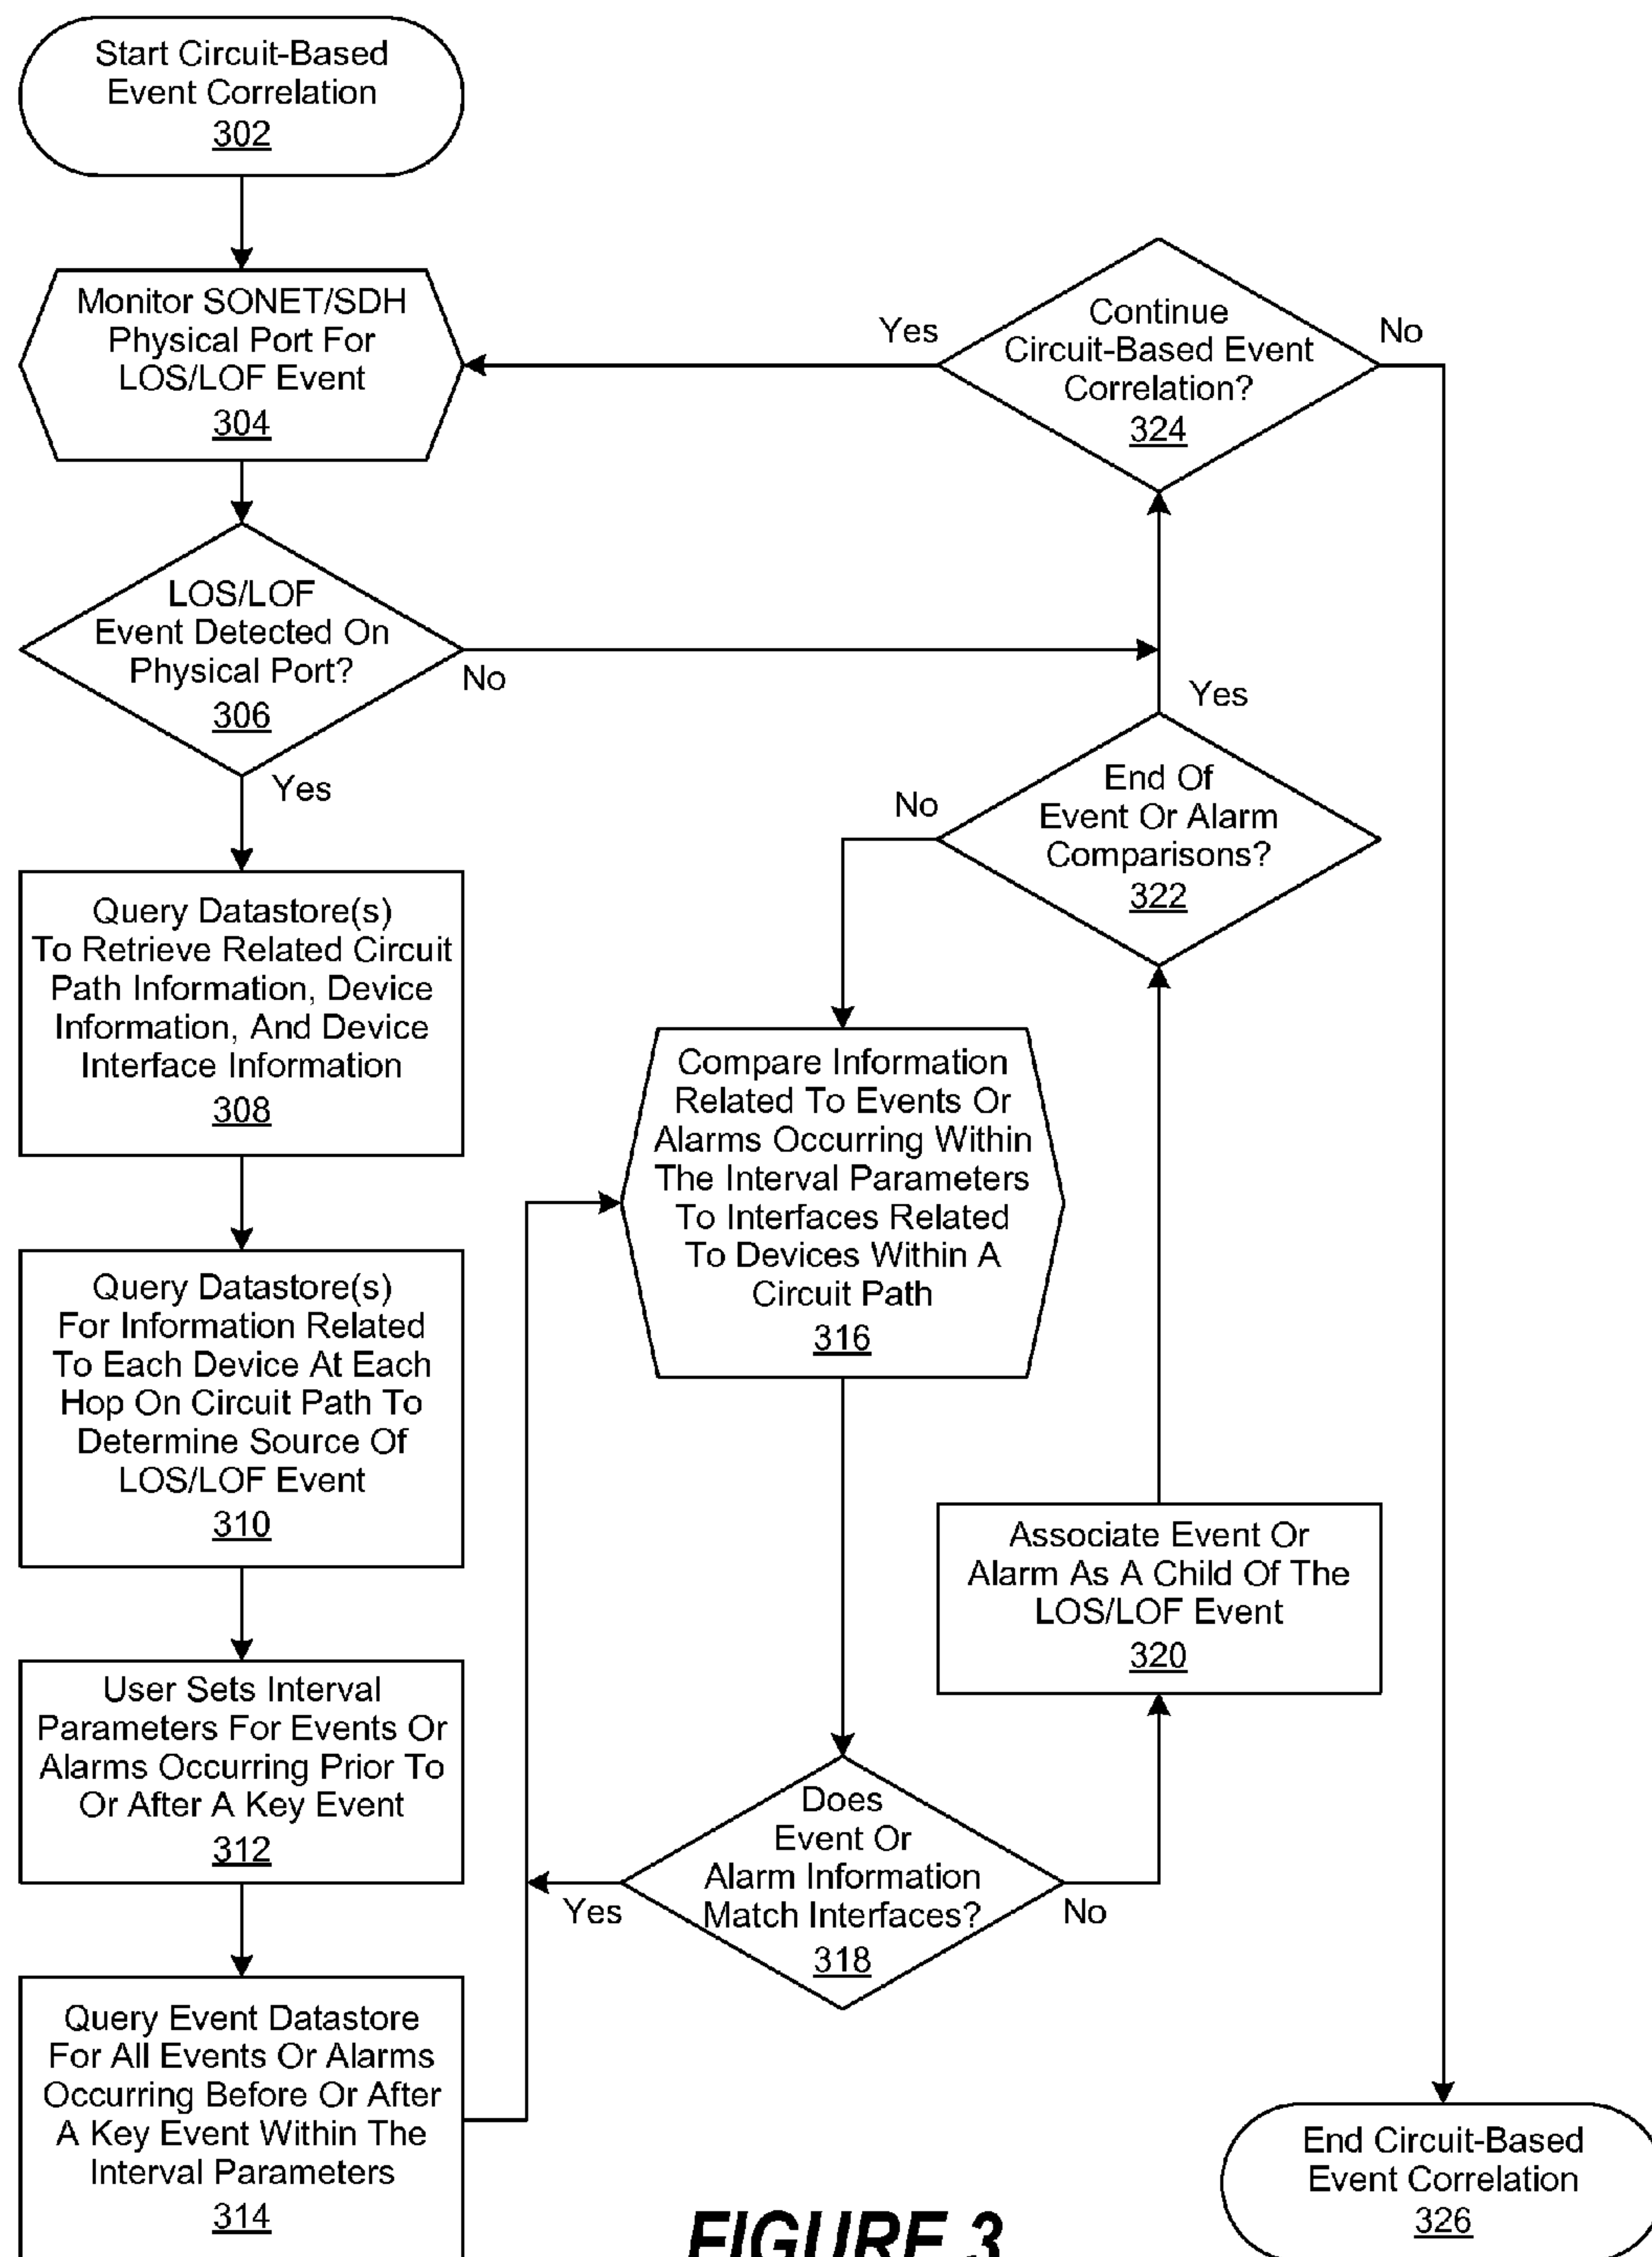 Start Circuit-Based
Event Correlation
302
Monitor SONET/SDH
Physical Port For
LOS/LOF Event
304
Continue
Circuit-Based Event
Correlation?
324
Yes
No
LOS/LOF
Event Detected On
Physical Port?
306
No
Yes
End Of
Event Or Alarm
Comparisons?
322
Yes
No
Query Datastore(s)
To Retrieve Related Circuit
Path Information, Device
Information, And Device
Interface Information
308
Query Datastore(s)
For Information Related
To Each Device At Each
Hop On Circuit Path To
Determine Source Of
LOS/LOF Event
310
User Sets Interval
Parameters For Events Or
Alarms Occurring Prior To
Or After A Key Event
312
Query Event Datastore
For All Events Or Alarms
Occurring Before Or After
A Key Event Within The
Interval Parameters
314
Compare Information
Related To Events Or
Alarms Occurring Within
The Interval Parameters
To Interfaces Related
To Devices Within A
Circuit Path
316
Does
Event Or
Alarm Information
Match Interfaces?
318
Yes
No
Associate Event Or
Alarm As A Child Of The
LOS/LOF Event
320
End Circuit-Based
Event Correlation
326
FIGURE 3